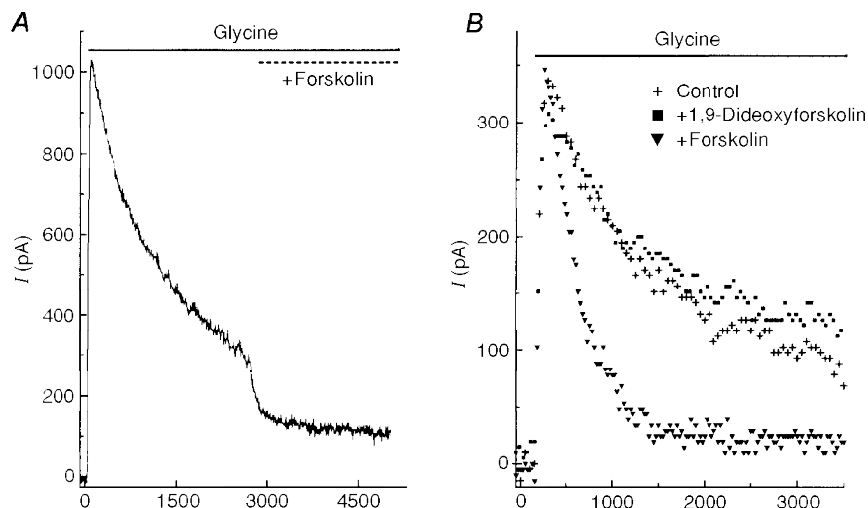 A
Glycine
+Forskolin
I (pA)
1000
800
600
400
200
0
0 1500 3000 4500
B
Glycine
+ Control
■ +1,9-Dideoxyforskolin
▼ +Forskolin
I (pA)
300
200
100
0
0 1000 2000 3000